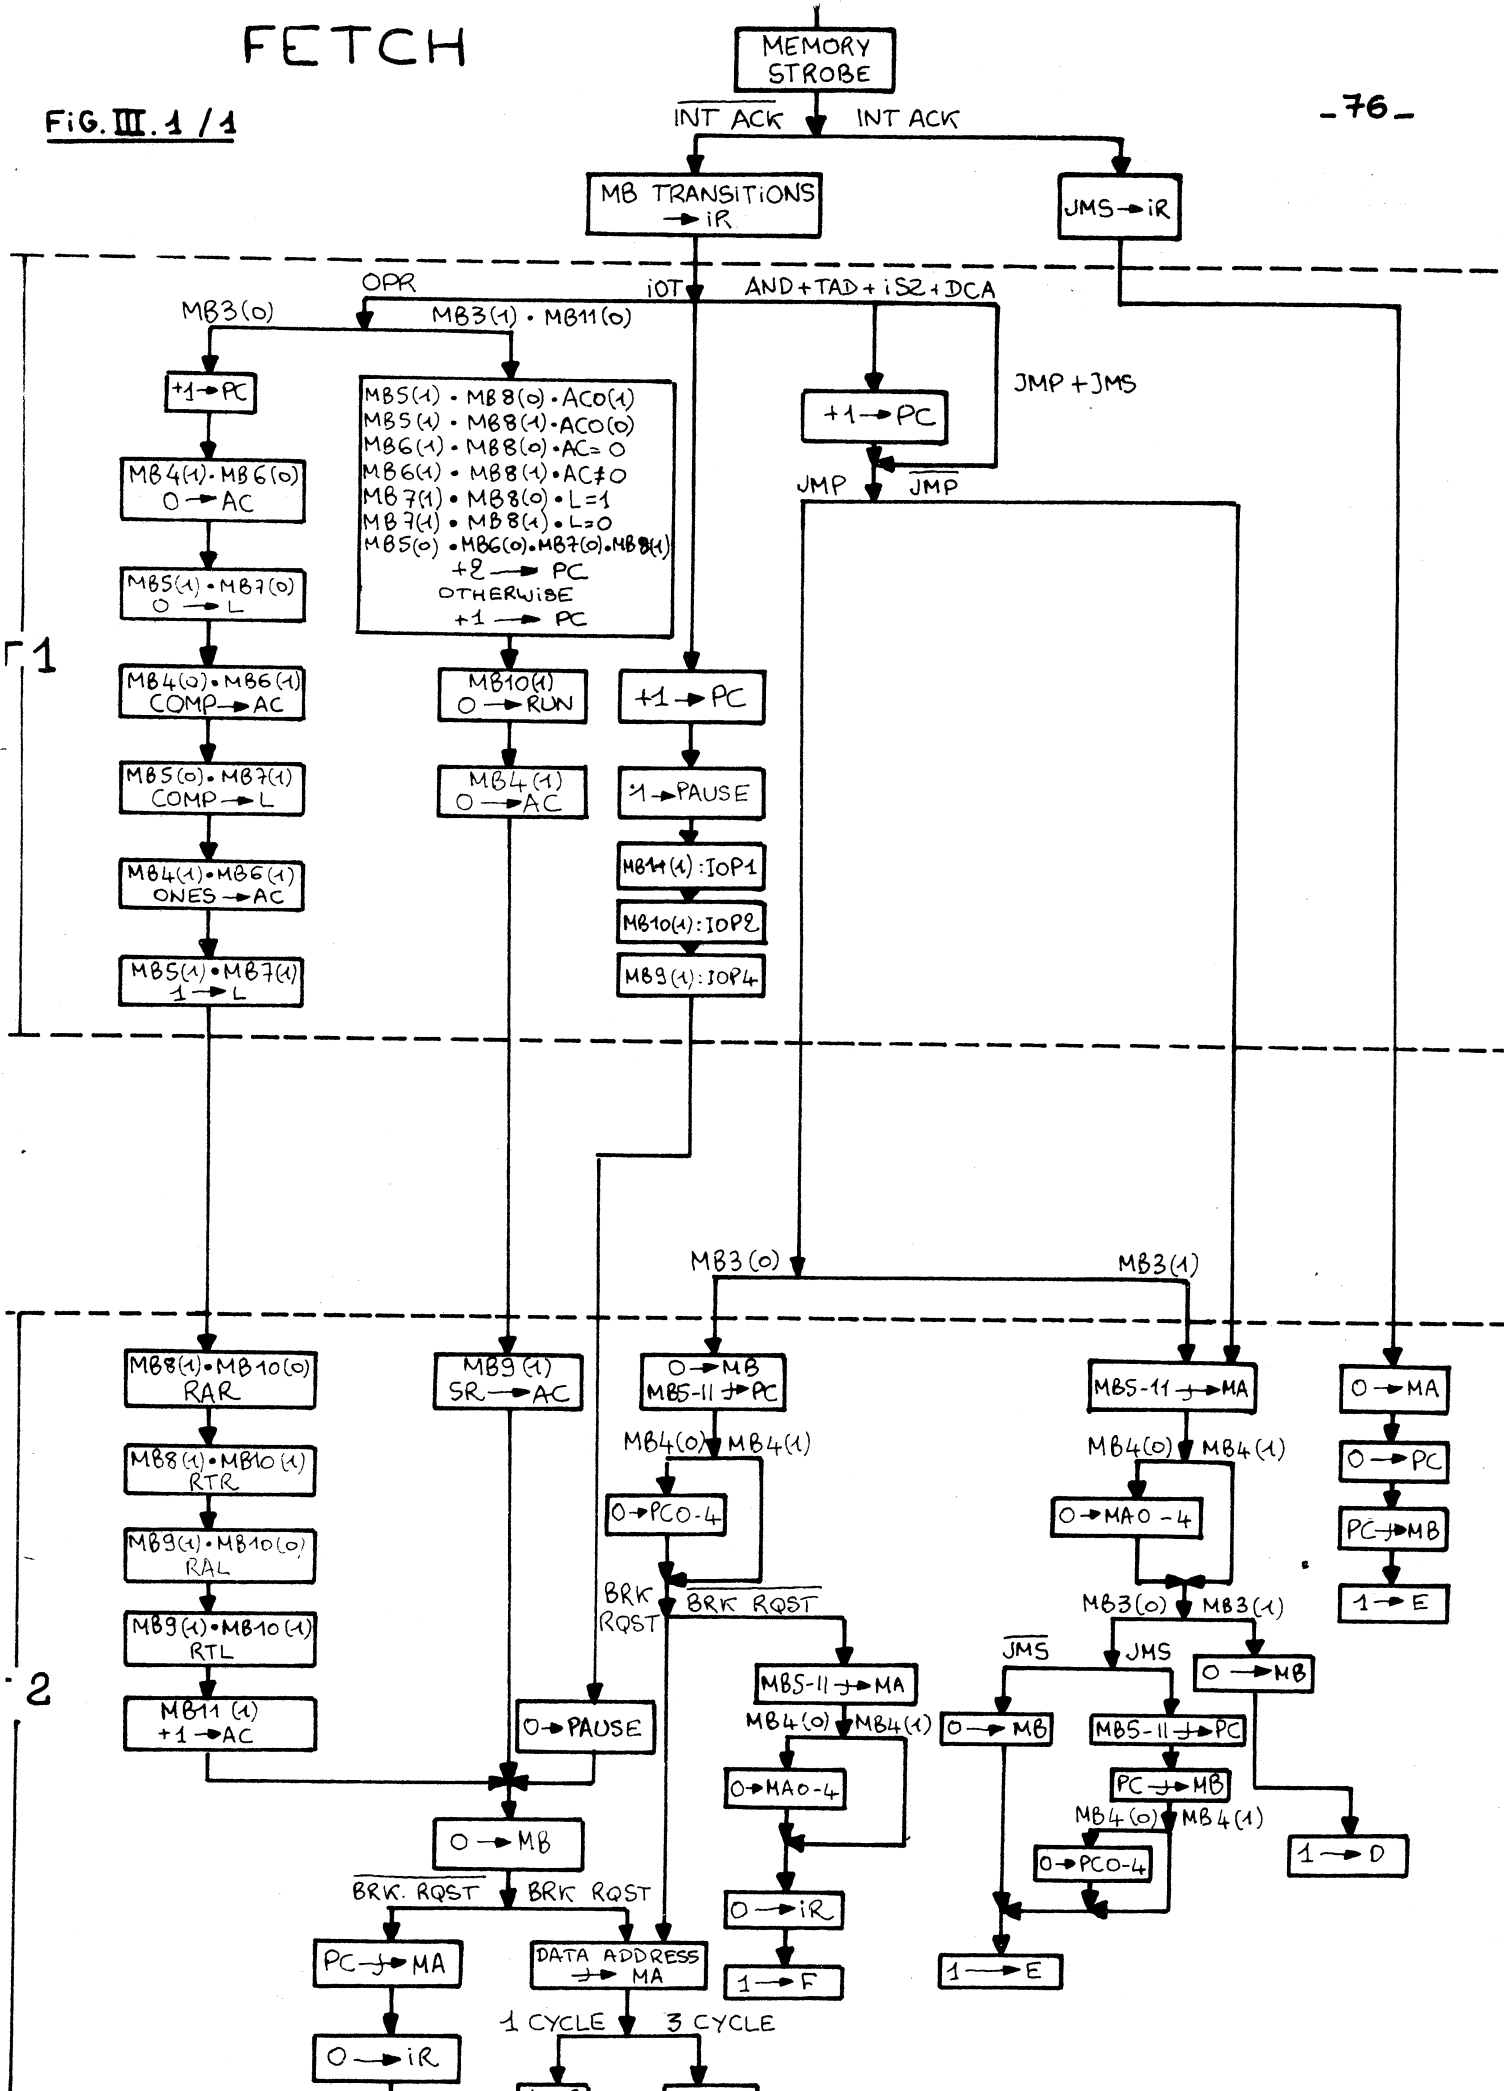 FETCH
FiG. III. 1 / 1
- 76 -
MEMORY
STROBE
INT ACK
INT ACK
MB TRANSITIONS
→ iR
JMS → iR
OPR
iOT
AND + TAD + iSZ + DCA
MB3(0)
MB3(1) · MB11(0)
JMP + JMS
+1 → PC
MB4(1)·MB6(0)
0 → AC
MB5(1)·MB7(0)
0 → L
MB4(0)·MB6(1)
COMP → AC
MB5(0)·MB7(1)
COMP → L
MB4(1)·MB6(1)
ONES → AC
MB5(1)·MB7(1)
1 → L
MB5(1) · MB8(0) · AC0(1)
MB5(1) · MB8(1) · AC0(0)
MB6(1) · MB8(0) · AC= 0
MB6(1) · MB8(1) · AC≠0
MB7(1) · MB8(0) · L=1
MB7(1) · MB8(1) · L=0
MB5(0) · MB6(0)·MB7(0)·MB8(1)
+2 → PC
OTHERWISE
+1 → PC
MB10(1)
0 → RUN
MB4(1)
0 → AC
+1 → PC
1 → PAUSE
MB11(1):IOP1
MB10(1):IOP2
MB9(1):IOP4
+1 → PC
JMP
JMP
1
MB3(0)
MB3(1)
2
MB8(1)·MB10(0)
RAR
MB8(1)·MB10(1)
RTR
MB9(1)·MB10(0)
RAL
MB9(1)·MB10(1)
RTL
MB11(1)
+1 → AC
MB9(1)
SR → AC
0 → PAUSE
0 → MB
BRK. RQST
BRK RQST
PC → MA
0 → iR
DATA ADDRESS
→ MA
1 CYCLE
3 CYCLE
0 → MB
MB5-11 → PC
MB4(0)
MB4(1)
0 → PC0-4
BRK
RQST
BRK RQST
MB5-11 → MA
MB4(0)
MB4(1)
0 → MA0-4
0 → iR
1 → F
MB5-11 → MA
MB4(0)
MB4(1)
0 → MA0-4
MB3(0)
MB3(1)
JMS
JMS
0 → MB
0 → MB
MB5-11 → PC
PC → MB
MB4(0)
MB4(1)
0 → PC0-4
1 → E
1 → D
0 → MA
0 → PC
PC → MB
1 → E